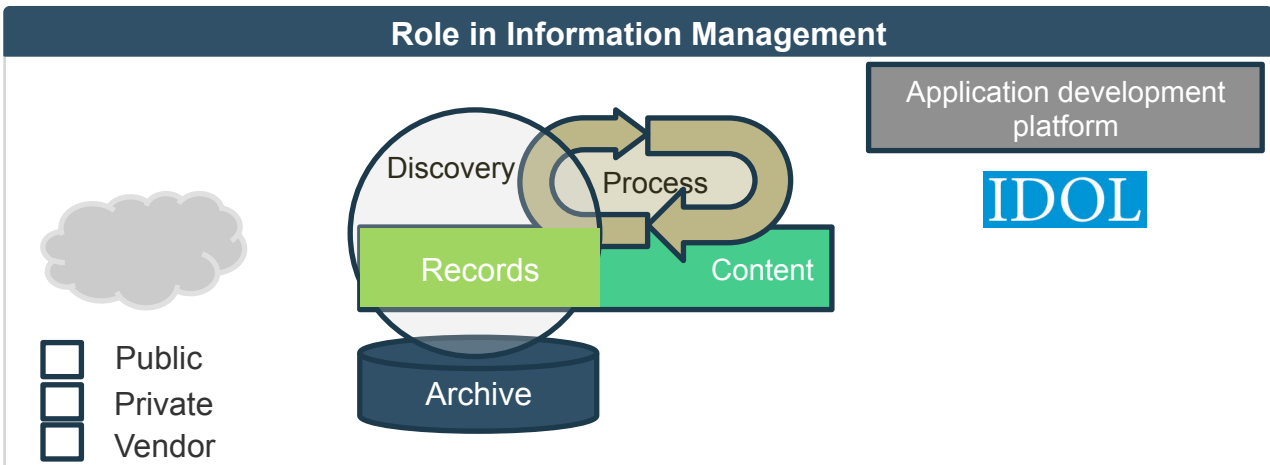 Role in Information Management
Application development
platform
Discovery
Process
IDOL
Records
Content
Public
Private
Vendor
Archive